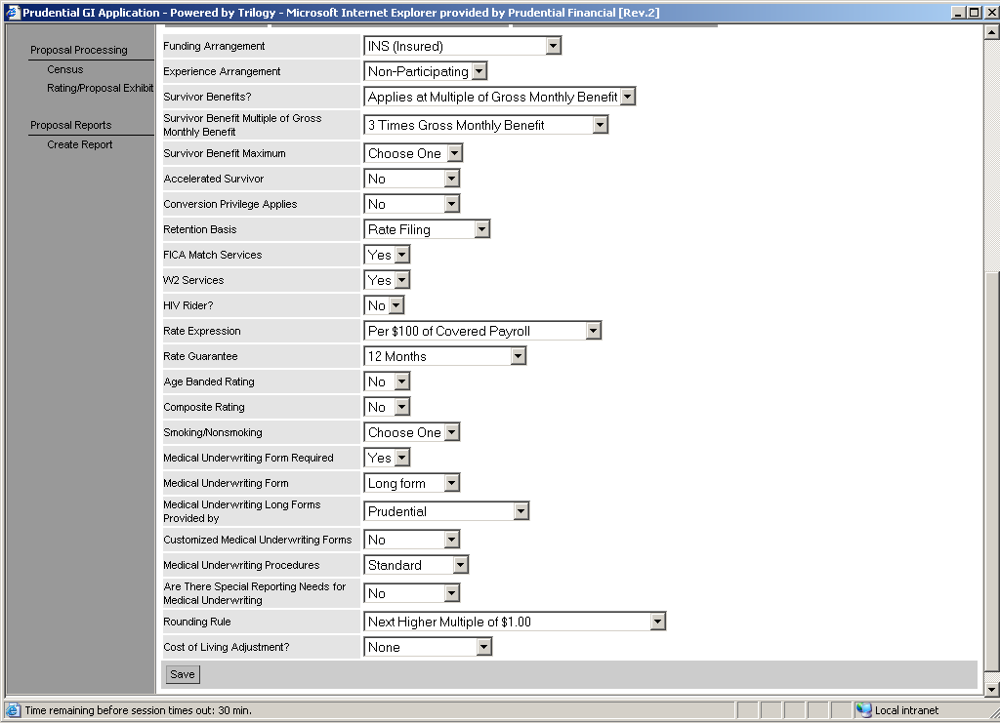 Prudential GI Application - Powered by Trilogy - Microsoft Internet Explorer provided by Prudential Financial [Rev.2]
Proposal Processing
Census
Rating/Proposal Exhibit
Proposal Reports
Create Report
Funding Arrangement INS (Insured)
Experience Arrangement Non-Participating
Survivor Benefits? Applies at Multiple of Gross Monthly Benefit
Survivor Benefit Multiple of Gross
Monthly Benefit 3 Times Gross Monthly Benefit
Survivor Benefit Maximum Choose One
Accelerated Survivor No
Conversion Privilege Applies No
Retention Basis Rate Filing
FICA Match Services Yes
W2 Services Yes
HIV Rider? No
Rate Expression Per $100 of Covered Payroll
Rate Guarantee 12 Months
Age Banded Rating No
Composite Rating No
Smoking/Nonsmoking Choose One
Medical Underwriting Form Required Yes
Medical Underwriting Form Long form
Medical Underwriting Long Forms
Provided by Prudential
Customized Medical Underwriting Forms No
Medical Underwriting Procedures Standard
Are There Special Reporting Needs for
Medical Underwriting No
Rounding Rule Next Higher Multiple of $1.00
Cost of Living Adjustment? None
Save
Time remaining before session times out: 30 min. Local intranet